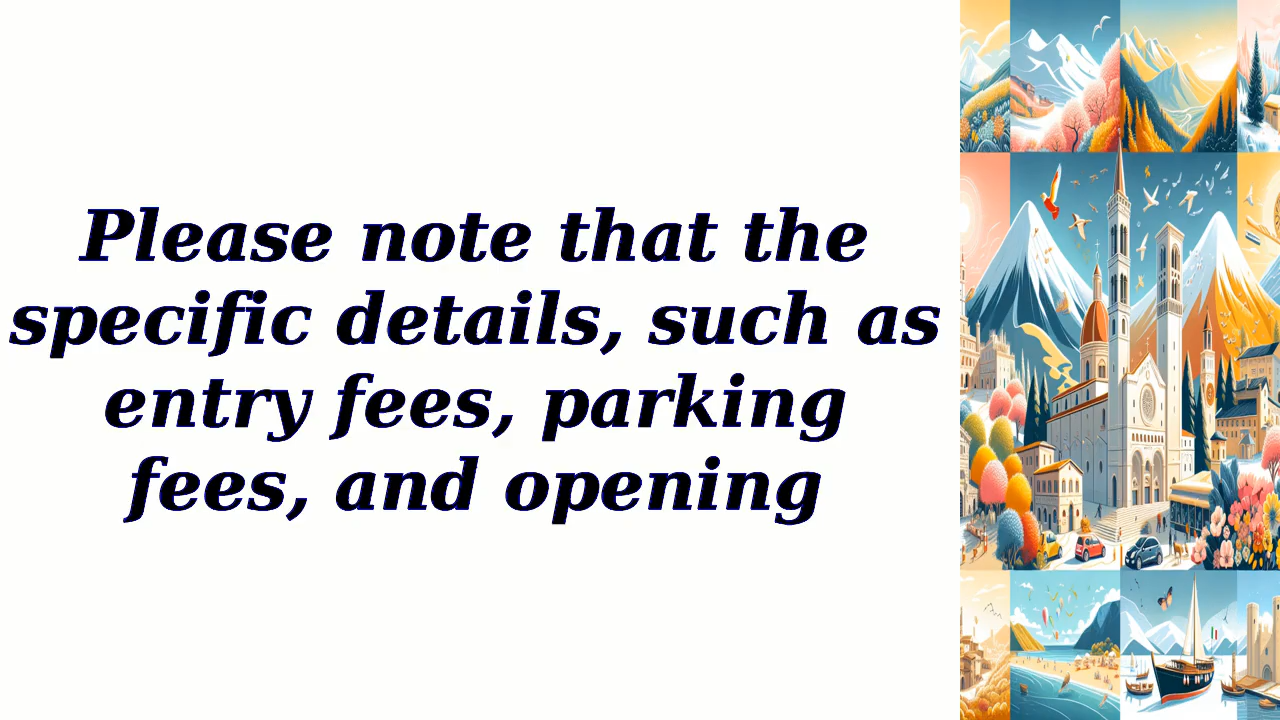 Please note that the
specific details, such as
entry fees, parking
fees, and opening